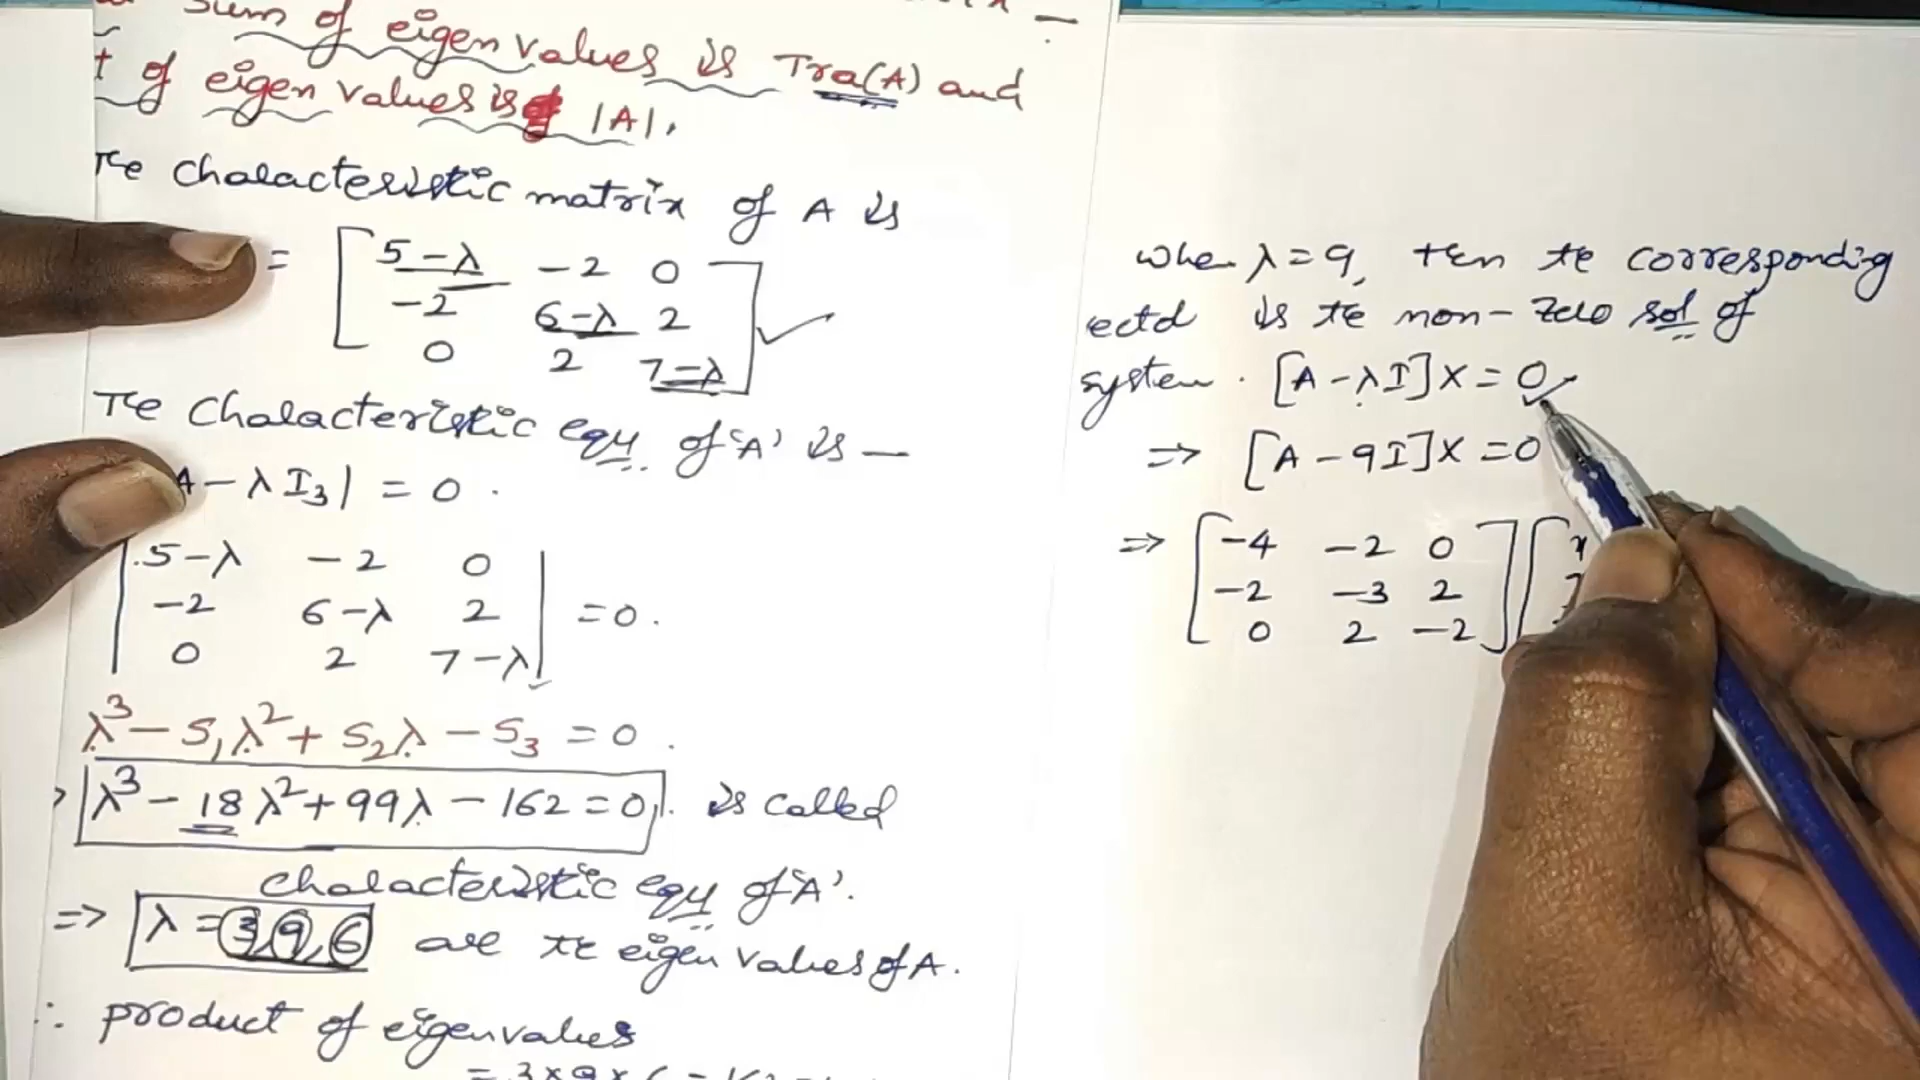 Sum of eigen values is Tra(A) and
t of eigen values is |A|.
The Characteristic matrix of A is
= [ 5-λ -2 0
-2 6-λ 2
0 2 7-λ ]
The Characteristic equ. of 'A' is —
A - λI₃| = 0 .
| 5-λ -2 0
-2 6-λ 2 | = 0.
0 2 7-λ
λ³ - S₁λ² + S₂λ - S₃ = 0 .
λ³ - 18λ² + 99λ - 162 = 0 . is called
characteristic equ of 'A'.
=> λ = 3, 9, 6 are the eigen values of A.
∴ product of eigenvalues
when λ = 9, then the corresponding
ector is the non-zero sol of
system . [A - λI]X = 0
=> [A - 9I]X = 0
=> [ -4 -2 0 ] [
-2 -3 2
0 2 -2